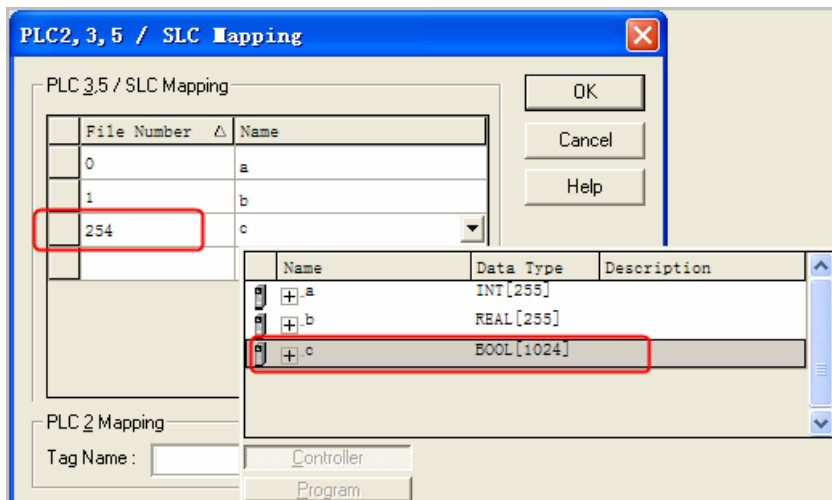 PLC2, 3, 5 / SLC Mapping
PLC 3,5 / SLC Mapping
OK
File Number Name
Cancel
0 a
Help
1 b
254 c
Name Data Type Description
a INT[255]
b REAL[255]
c BOOL[1024]
PLC 2 Mapping
Tag Name :
Controller
Program